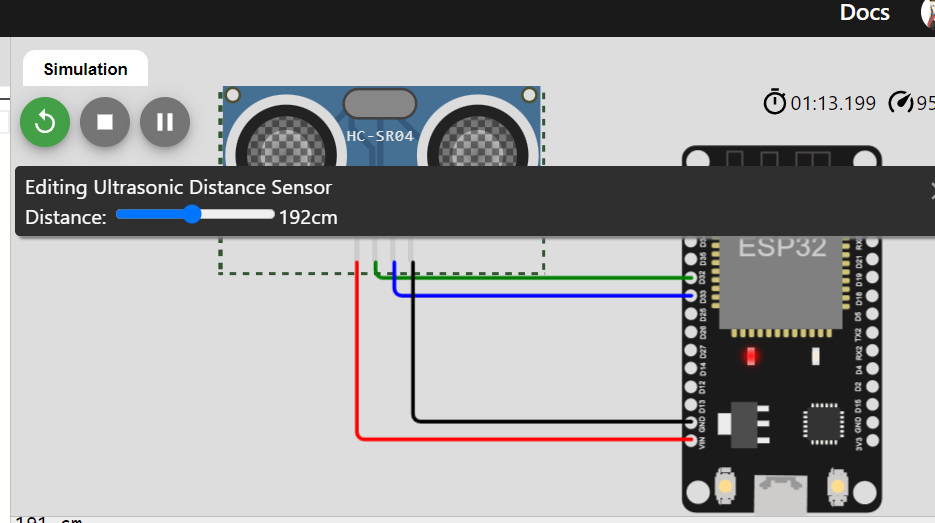 Docs
Simulation
01:13.199
95
HC-SR04
Editing Ultrasonic Distance Sensor
Distance: 192cm
ESP32
D35
D32
D33
D25
D26
D27
D14
D12
D13
GND
VIN
D21
D19
D18
D5
TX2
RX2
D4
D2
D15
GND
3V3
191 cm